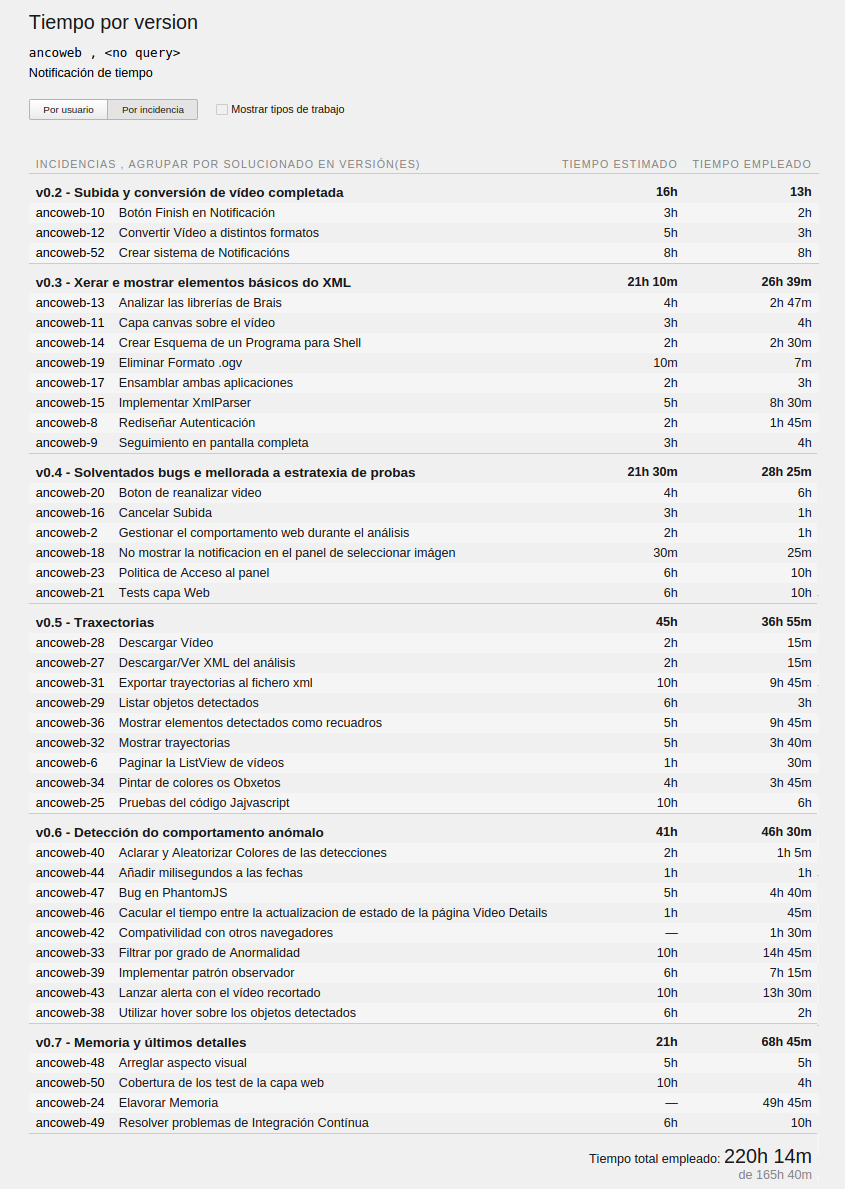 Tiempo por version
ancoweb , <no query>
Notificación de tiempo
Por usuario Por incidencia Mostrar tipos de trabajo
INCIDENCIAS , AGRUPAR POR SOLUCIONADO EN VERSIÓN(ES) TIEMPO ESTIMADO TIEMPO EMPLEADO
v0.2 - Subida y conversión de vídeo completada 16h 13h
ancoweb-10 Botón Finish en Notificación 3h 2h
ancoweb-12 Convertir Vídeo a distintos formatos 5h 3h
ancoweb-52 Crear sistema de Notificacións 8h 8h
v0.3 - Xerar e mostrar elementos básicos do XML 21h 10m 26h 39m
ancoweb-13 Analizar las librerías de Brais 4h 2h 47m
ancoweb-11 Capa canvas sobre el vídeo 3h 4h
ancoweb-14 Crear Esquema de un Programa para Shell 2h 2h 30m
ancoweb-19 Eliminar Formato .ogv 10m 7m
ancoweb-17 Ensamblar ambas aplicaciones 2h 3h
ancoweb-15 Implementar XmlParser 5h 8h 30m
ancoweb-8 Rediseñar Autenticación 2h 1h 45m
ancoweb-9 Seguimiento en pantalla completa 3h 4h
v0.4 - Solventados bugs e mellorada a estratexia de probas 21h 30m 28h 25m
ancoweb-20 Boton de reanalizar video 4h 6h
ancoweb-16 Cancelar Subida 3h 1h
ancoweb-2 Gestionar el comportamento web durante el análisis 2h 1h
ancoweb-18 No mostrar la notificacion en el panel de seleccionar imágen 30m 25m
ancoweb-23 Politica de Acceso al panel 6h 10h
ancoweb-21 Tests capa Web 6h 10h
v0.5 - Traxectorias 45h 36h 55m
ancoweb-28 Descargar Vídeo 2h 15m
ancoweb-27 Descargar/Ver XML del análisis 2h 15m
ancoweb-31 Exportar trayectorias al fichero xml 10h 9h 45m
ancoweb-29 Listar objetos detectados 6h 3h
ancoweb-36 Mostrar elementos detectados como recuadros 5h 9h 45m
ancoweb-32 Mostrar trayectorias 5h 3h 40m
ancoweb-6 Paginar la ListView de vídeos 1h 30m
ancoweb-34 Pintar de colores os Obxetos 4h 3h 45m
ancoweb-25 Pruebas del código Jajvascript 10h 6h
v0.6 - Detección do comportamento anómalo 41h 46h 30m
ancoweb-40 Aclarar y Aleatorizar Colores de las detecciones 2h 1h 5m
ancoweb-44 Añadir milisegundos a las fechas 1h 1h
ancoweb-47 Bug en PhantomJS 5h 4h 40m
ancoweb-46 Cacular el tiempo entre la actualizacion de estado de la página Video Details 1h 45m
ancoweb-42 Compativilidad con otros navegadores — 1h 30m
ancoweb-33 Filtrar por grado de Anormalidad 10h 14h 45m
ancoweb-39 Implementar patrón observador 6h 7h 15m
ancoweb-43 Lanzar alerta con el vídeo recortado 10h 13h 30m
ancoweb-38 Utilizar hover sobre los objetos detectados 6h 2h
v0.7 - Memoria y últimos detalles 21h 68h 45m
ancoweb-48 Arreglar aspecto visual 5h 5h
ancoweb-50 Cobertura de los test de la capa web 10h 4h
ancoweb-24 Elavorar Memoria — 49h 45m
ancoweb-49 Resolver problemas de Integración Contínua 6h 10h
Tiempo total empleado: 220h 14m
de 165h 40m